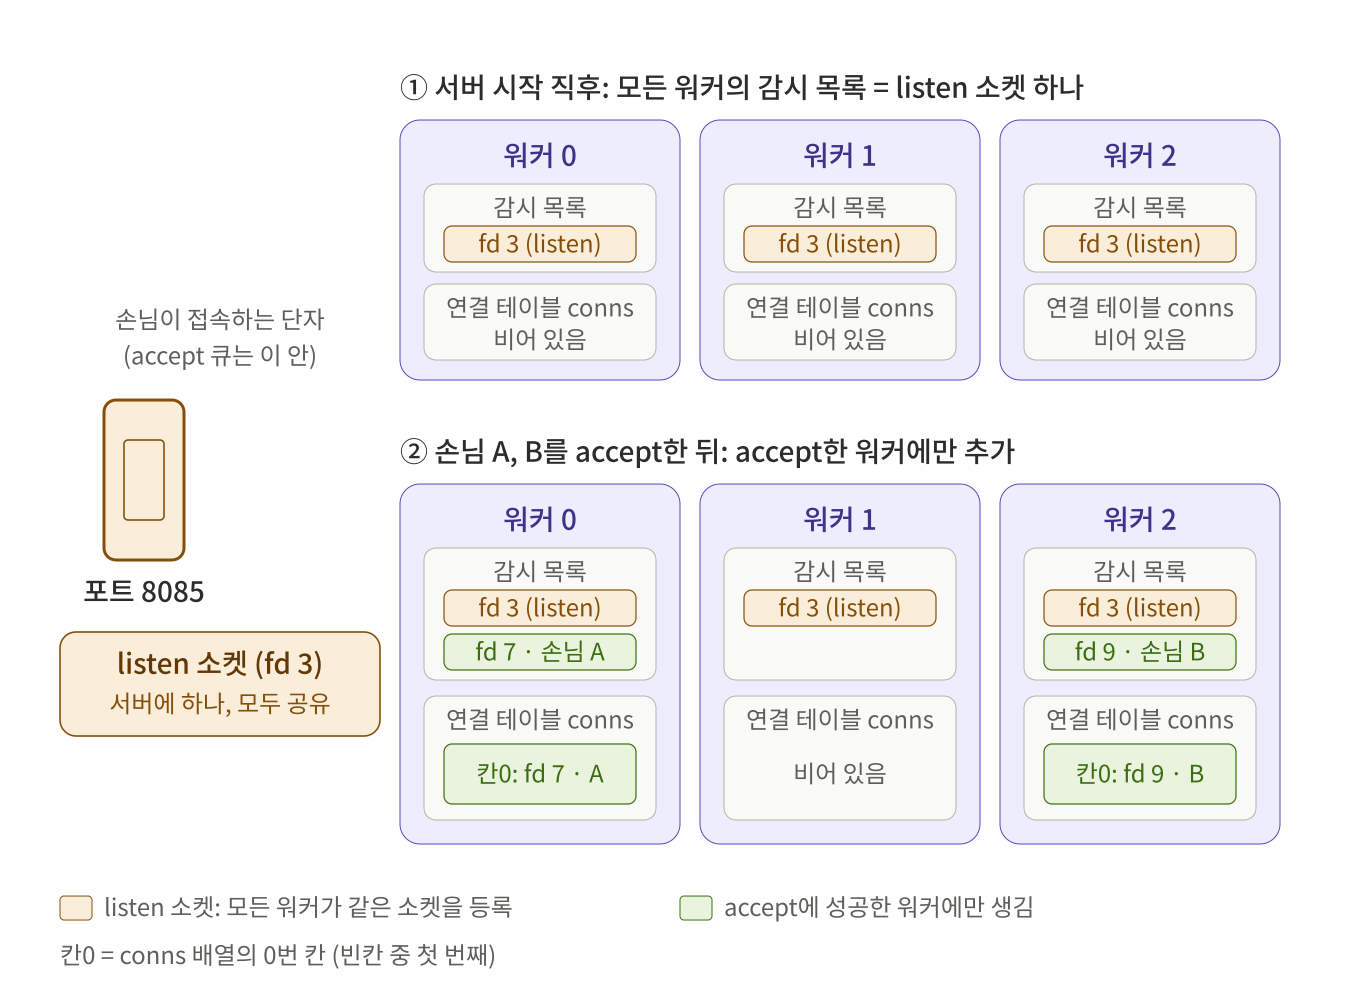 ① 서버 시작 직후: 모든 워커의 감시 목록 = listen 소켓 하나
워커 0
감시 목록
fd 3 (listen)
연결 테이블 conns
비어 있음
워커 1
감시 목록
fd 3 (listen)
연결 테이블 conns
비어 있음
워커 2
감시 목록
fd 3 (listen)
연결 테이블 conns
비어 있음
손님이 접속하는 단자
(accept 큐는 이 안)
포트 8085
listen 소켓 (fd 3)
서버에 하나, 모두 공유
② 손님 A, B를 accept한 뒤: accept한 워커에만 추가
워커 0
감시 목록
fd 3 (listen)
fd 7 · 손님 A
연결 테이블 conns
칸0: fd 7 · A
워커 1
감시 목록
fd 3 (listen)
연결 테이블 conns
비어 있음
워커 2
감시 목록
fd 3 (listen)
fd 9 · 손님 B
연결 테이블 conns
칸0: fd 9 · B
listen 소켓: 모든 워커가 같은 소켓을 등록
accept에 성공한 워커에만 생김
칸0 = conns 배열의 0번 칸 (빈칸 중 첫 번째)